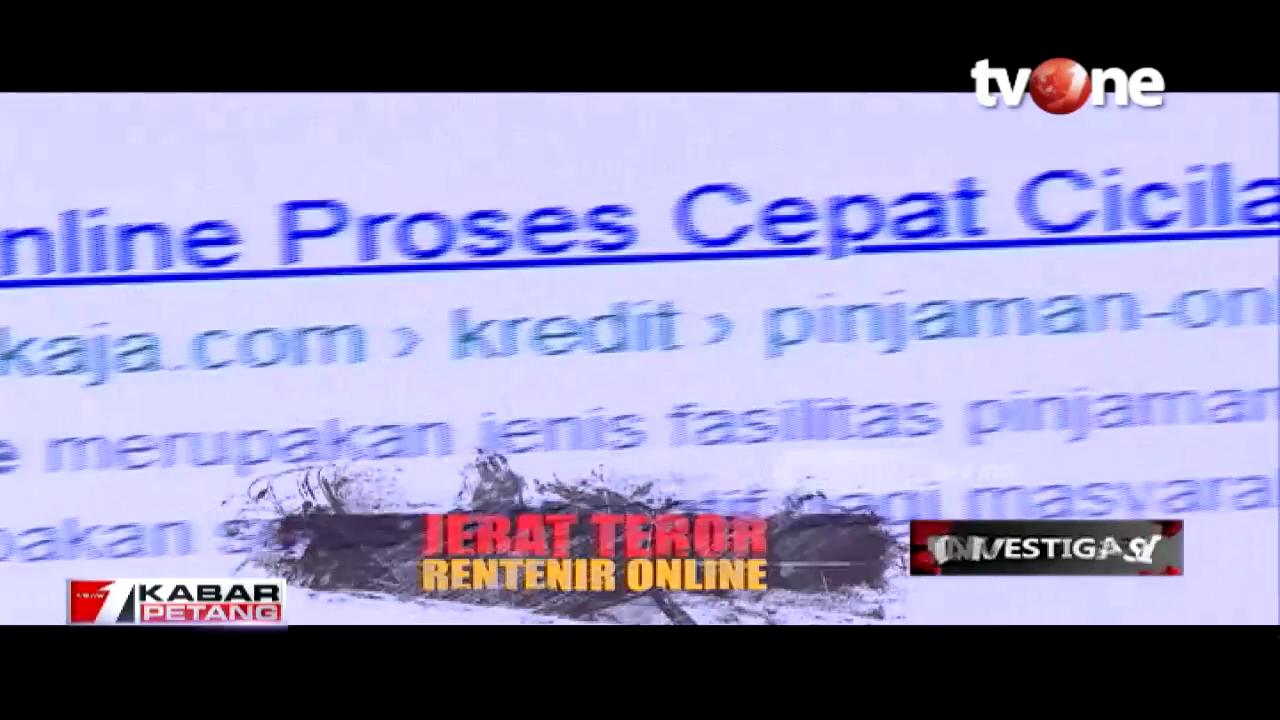 tvOne
nline Proses Cepat Cicila
kaja.com › kredit › pinjaman-onl
e merupakan jenis fasilitas pinjaman
pakan masyara
JERAT TEROR
RENTENIR ONLINE
INVESTIGASI
KABAR
PETANG